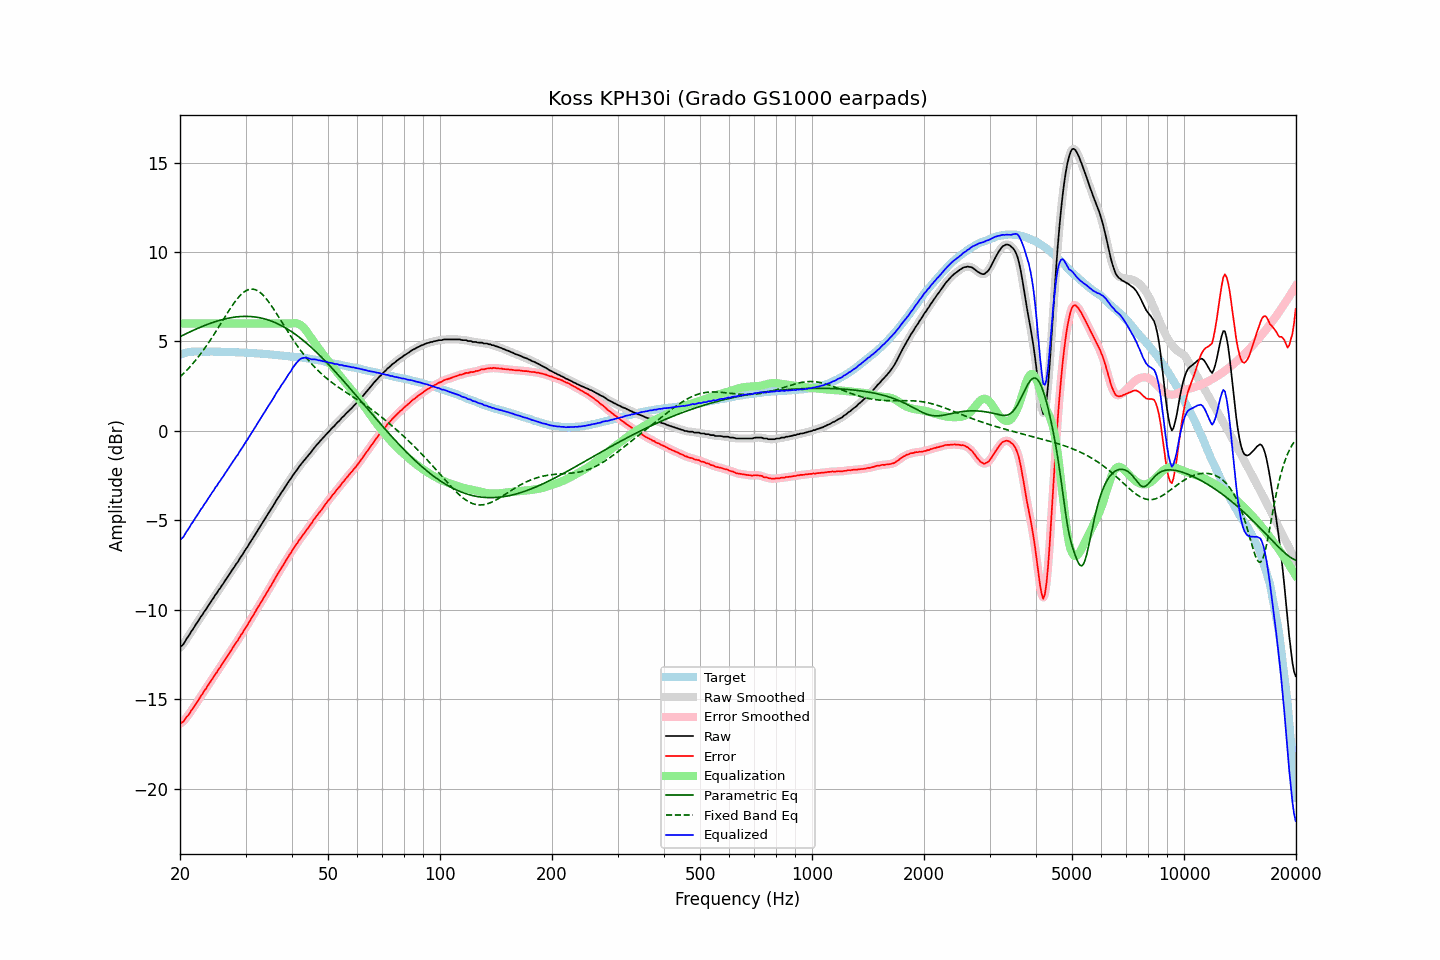 Koss KPH30i (Grado GS1000 earpads)
Amplitude (dBr)
15
10
5
0
−5
−10
−15
−20
Target
Raw Smoothed
Error Smoothed
Raw
Error
Equalization
Parametric Eq
Fixed Band Eq
Equalized
20 50 100 200 500 1000 2000 5000 10000 20000
Frequency (Hz)